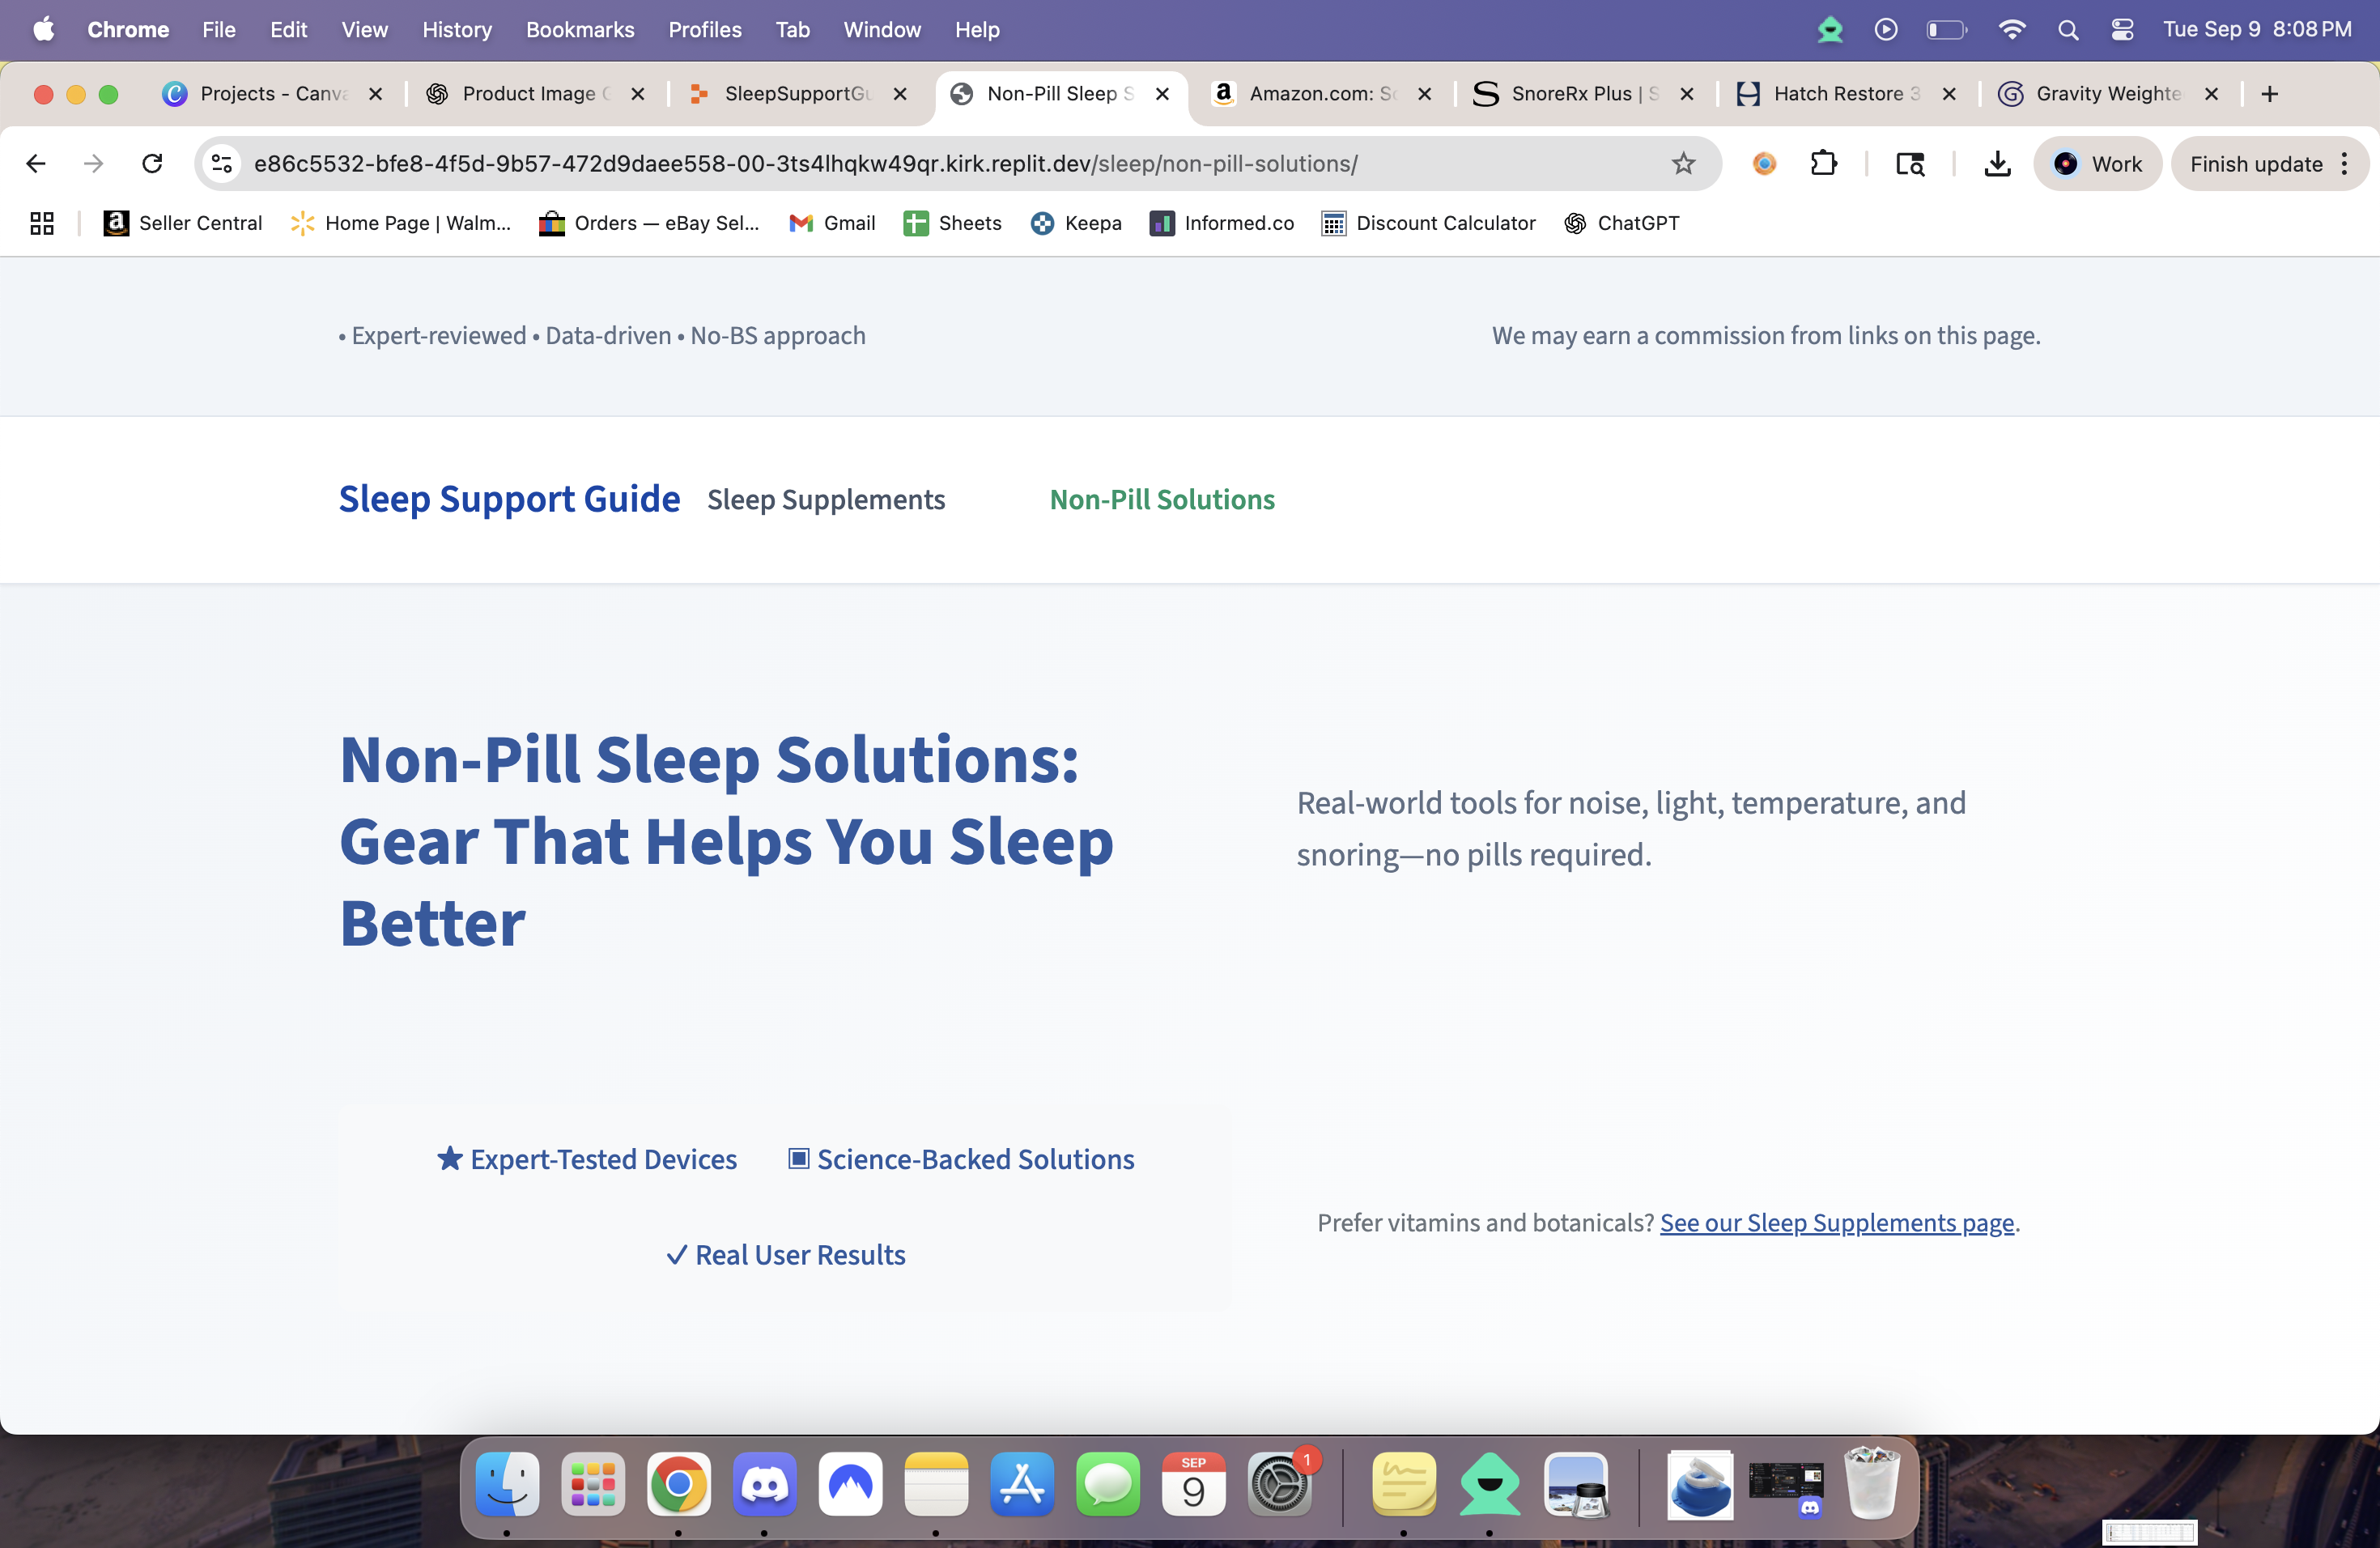 Chrome File Edit View History Bookmarks Profiles Tab Window Help Tue Sep 9 8:08 PM
Projects - Canva Product Image SleepSupportGu Non-Pill Sleep S Amazon.com: SnoreRx Plus | S Hatch Restore 3 Gravity Weighte
e86c5532-bfe8-4f5d-9b57-472d9daee558-00-3ts4lhqkw49qr.kirk.replit.dev/sleep/non-pill-solutions/ Work Finish update
Seller Central Home Page | Walm... Orders — eBay Sel... Gmail Sheets Keepa Informed.co Discount Calculator ChatGPT
• Expert-reviewed • Data-driven • No-BS approach We may earn a commission from links on this page.
Sleep Support Guide Sleep Supplements Non-Pill Solutions
Non-Pill Sleep Solutions:
Gear That Helps You Sleep
Better
Real-world tools for noise, light, temperature, and
snoring—no pills required.
★ Expert-Tested Devices ▣ Science-Backed Solutions
✓ Real User Results
Prefer vitamins and botanicals? See our Sleep Supplements page.
SEP
9
1